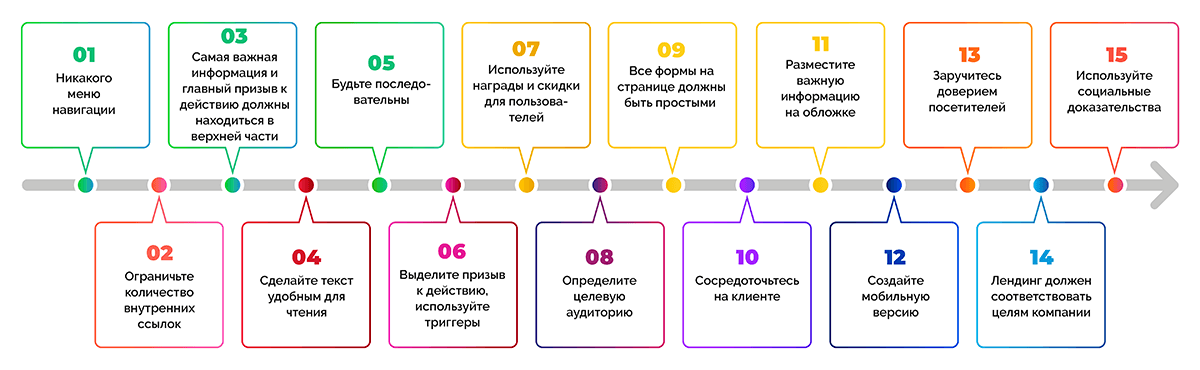 01
Никакого
меню
навигации
02
Ограничьте
количество
внутренних
ссылок
03
Самая важная
информация и
главный призыв к
действию должны
находиться в
верхней части
04
Сделайте текст
удобным для
чтения
05
Будьте последо-
вательны
06
Выделите призыв
к действию,
используйте
триггеры
07
Используйте
награды и скидки
для пользова-
телей
08
Определите
целевую
аудиторию
09
Все формы на
странице должны
быть простыми
10
Сосредоточьтесь
на клиенте
11
Разместите
важную
информацию
на обложке
12
Создайте
мобильную
версию
13
Заручитесь
доверием
посетителей
14
Лендинг должен
соответствовать
целям компании
15
Используйте
социальные
доказательства